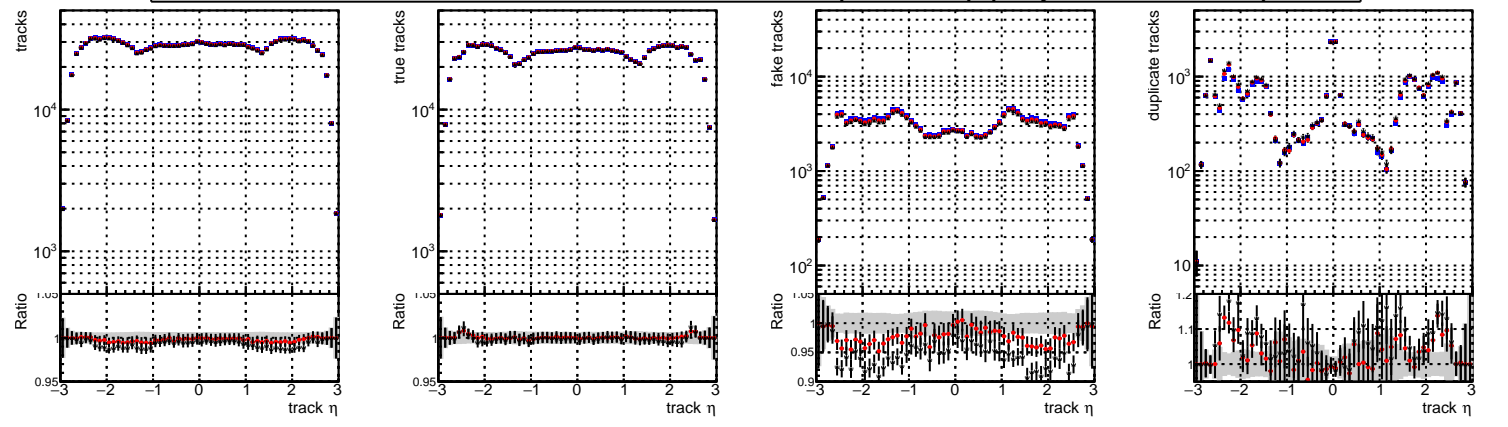 tracks
10⁴
10³
Ratio
1.05
1
0.95
−3 −2 −1 0 1 2 3
track η
true tracks
10⁴
10³
Ratio
1.05
1
0.95
−3 −2 −1 0 1 2 3
track η
fake tracks
10⁴
10³
10²
Ratio
1.05
1
0.95
0.9
−3 −2 −1 0 1 2 3
track η
duplicate tracks
10³
10²
10
Ratio
1.2
1.1
1
−3 −2 −1 0 1 2 3
track η